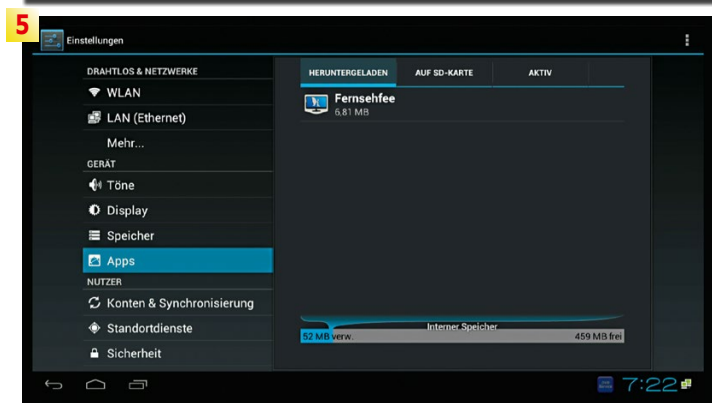 5
Einstellungen
DRAHTLOS & NETZWERKE
WLAN
LAN (Ethernet)
Mehr...
GERÄT
Töne
Display
Speicher
Apps
NUTZER
Konten & Synchronisierung
Standortdienste
Sicherheit
HERUNTERGELADEN AUF SD-KARTE AKTIV
Fernsehfee
6,81 MB
Interner Speicher
52 MB verw. 459 MB frei
7:22